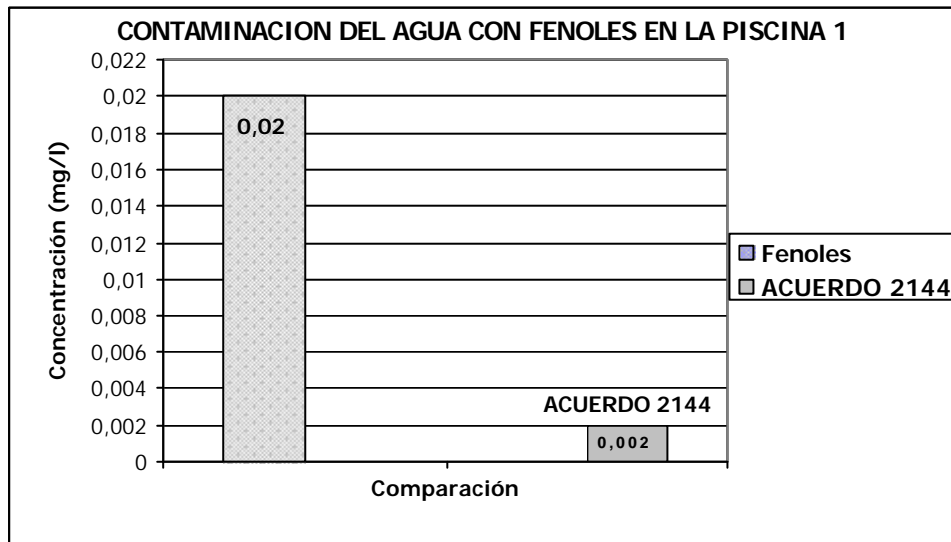 CONTAMINACION DEL AGUA CON FENOLES EN LA PISCINA 1
Concentración (mg/l)
0,022
0,02
0,018
0,016
0,014
0,012
0,01
0,008
0,006
0,004
0,002
0
0,02
ACUERDO 2144
0,002
Comparación
Fenoles
ACUERDO 2144